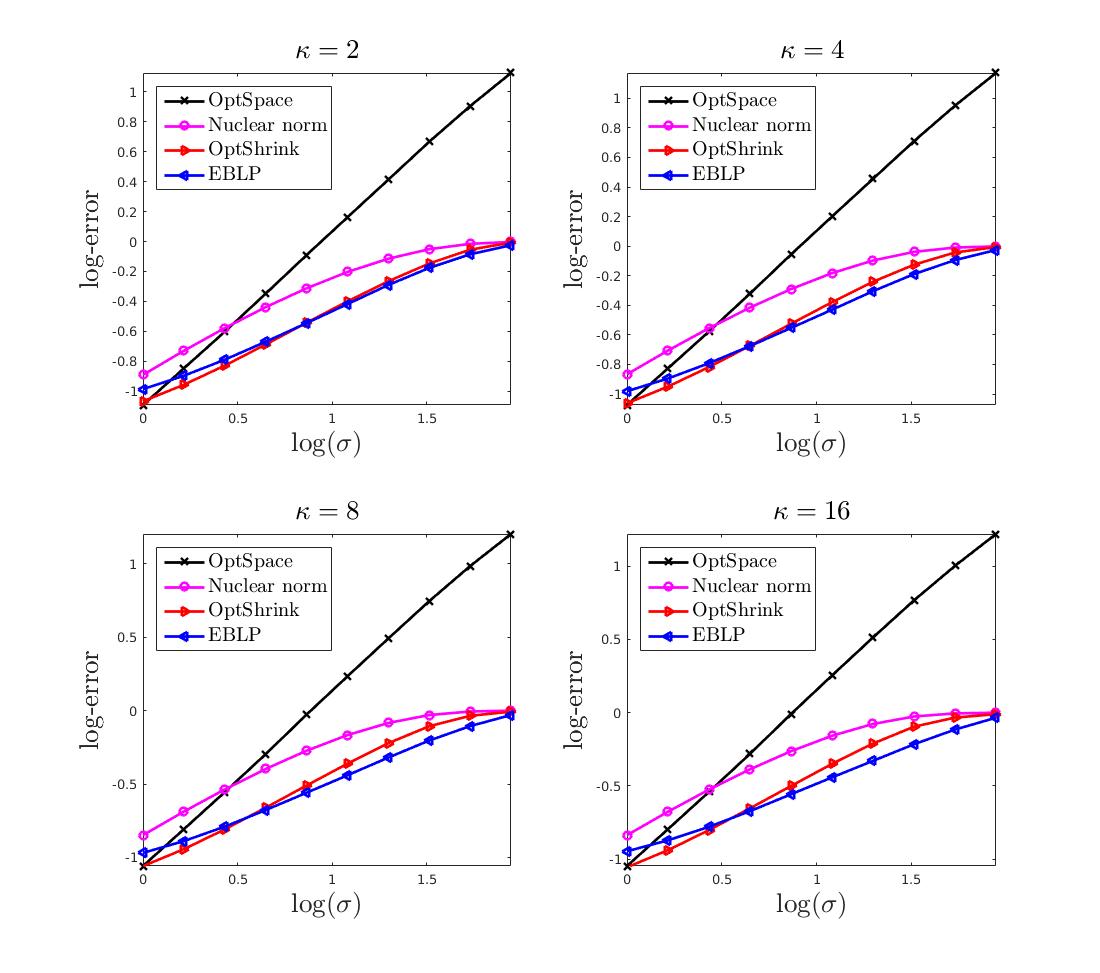 κ = 2
OptSpace
Nuclear norm
OptShrink
EBLP
1
0.8
0.6
0.4
0.2
0
-0.2
-0.4
-0.6
-0.8
-1
log-error
0 0.5 1 1.5
log(σ)
κ = 4
OptSpace
Nuclear norm
OptShrink
EBLP
1
0.8
0.6
0.4
0.2
0
-0.2
-0.4
-0.6
-0.8
-1
log-error
0 0.5 1 1.5
log(σ)
κ = 8
OptSpace
Nuclear norm
OptShrink
EBLP
1
0.5
0
-0.5
-1
log-error
0 0.5 1 1.5
log(σ)
κ = 16
OptSpace
Nuclear norm
OptShrink
EBLP
1
0.5
0
-0.5
-1
log-error
0 0.5 1 1.5
log(σ)